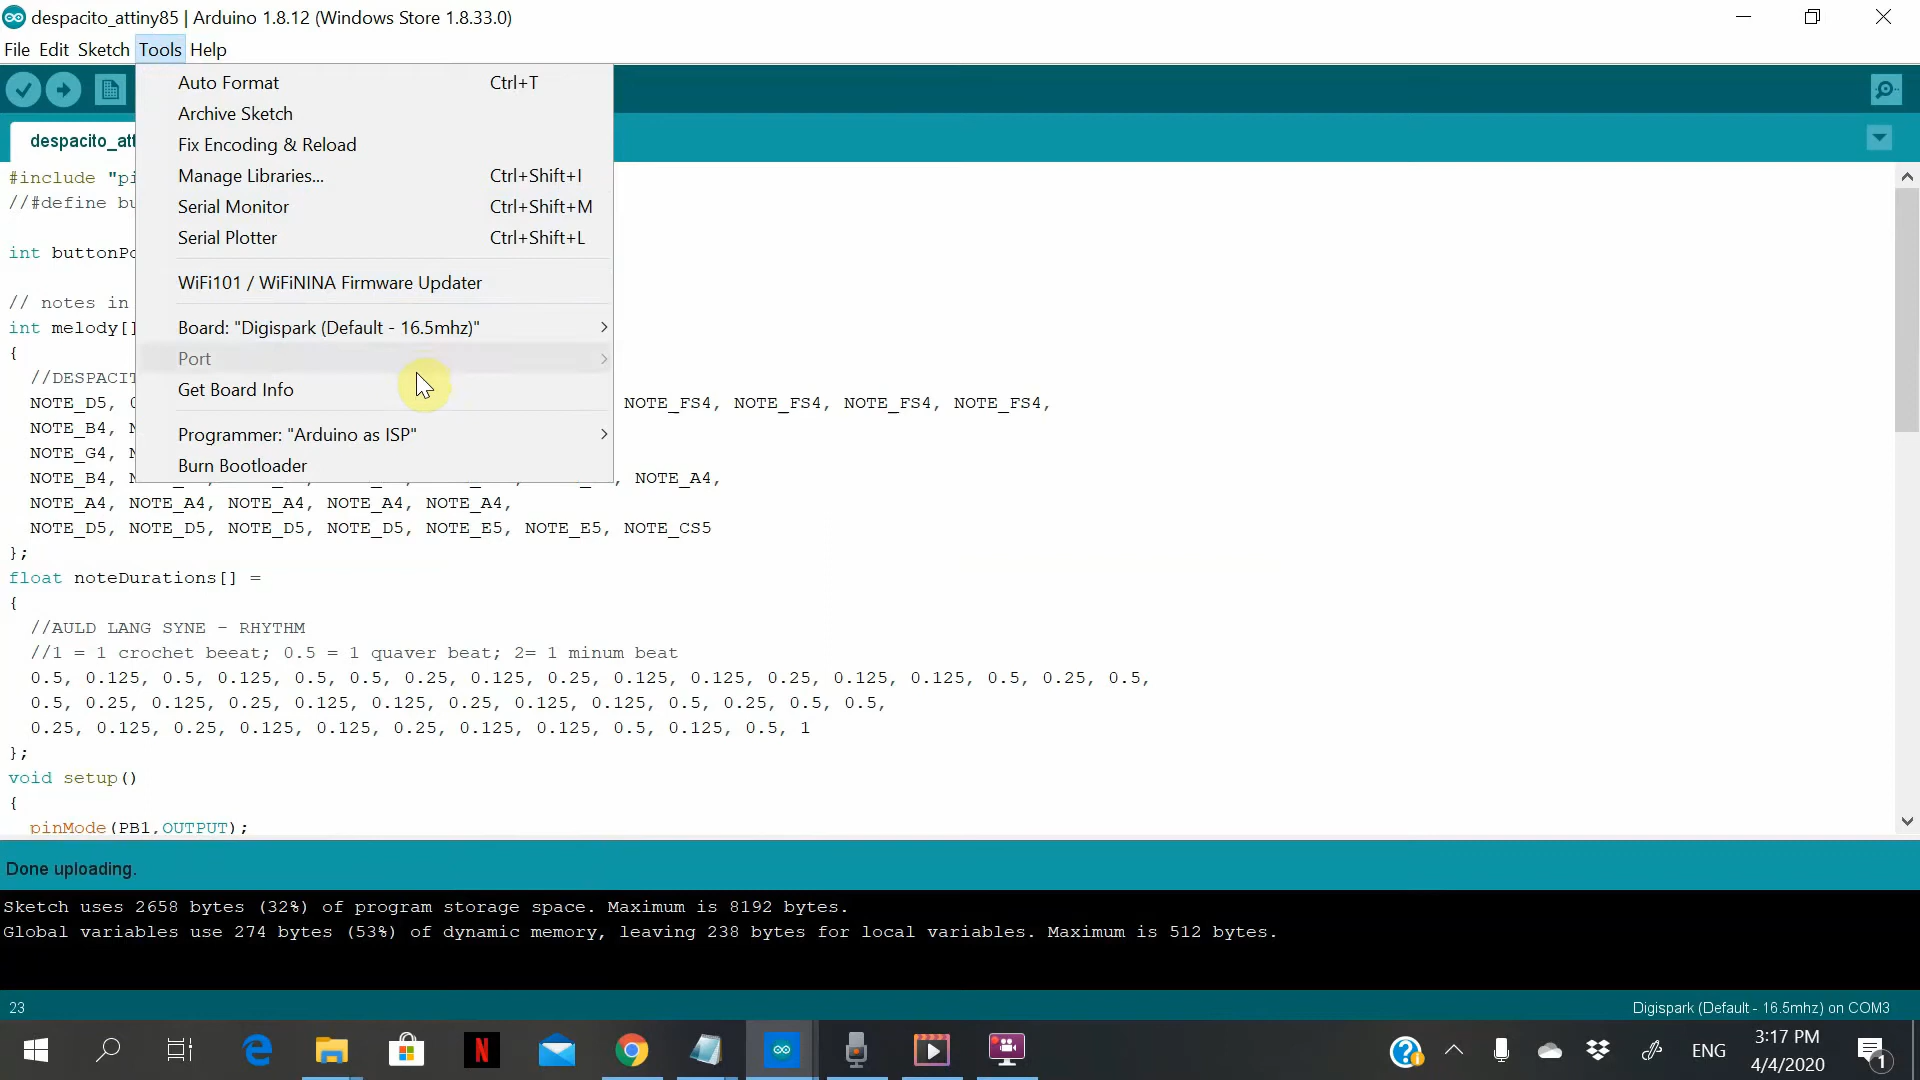 despacito_attiny85 | Arduino 1.8.12 (Windows Store 1.8.33.0)
File Edit Sketch Tools Help
Auto Format Ctrl+T
Archive Sketch
Fix Encoding & Reload
Manage Libraries... Ctrl+Shift+I
Serial Monitor Ctrl+Shift+M
Serial Plotter Ctrl+Shift+L
WiFi101 / WiFiNINA Firmware Updater
Board: "Digispark (Default - 16.5mhz)"
Port
Get Board Info
Programmer: "Arduino as ISP"
Burn Bootloader
despacito_att
#include "pi
//#define bu
int buttonPo
// notes in
int melody[]
{
//DESPACIT
NOTE_D5, NOTE_FS4, NOTE_FS4, NOTE_FS4, NOTE_FS4,
NOTE_B4,
NOTE_G4,
NOTE_B4, , NOTE_A4,
NOTE_A4, NOTE_A4, NOTE_A4, NOTE_A4, NOTE_A4,
NOTE_D5, NOTE_D5, NOTE_D5, NOTE_D5, NOTE_E5, NOTE_E5, NOTE_CS5
};
float noteDurations[] =
{
//AULD LANG SYNE - RHYTHM
//1 = 1 crochet beeat; 0.5 = 1 quaver beat; 2= 1 minum beat
0.5, 0.125, 0.5, 0.125, 0.5, 0.5, 0.25, 0.125, 0.25, 0.125, 0.125, 0.25, 0.125, 0.125, 0.5, 0.25, 0.5,
0.5, 0.25, 0.125, 0.25, 0.125, 0.125, 0.25, 0.125, 0.125, 0.5, 0.25, 0.5, 0.5,
0.25, 0.125, 0.25, 0.125, 0.125, 0.25, 0.125, 0.125, 0.5, 0.125, 0.5, 1
};
void setup()
{
pinMode(PB1,OUTPUT);
Done uploading.
Sketch uses 2658 bytes (32%) of program storage space. Maximum is 8192 bytes.
Global variables use 274 bytes (53%) of dynamic memory, leaving 238 bytes for local variables. Maximum is 512 bytes.
23
Digispark (Default - 16.5mhz) on COM3
ENG
3:17 PM
4/4/2020
1